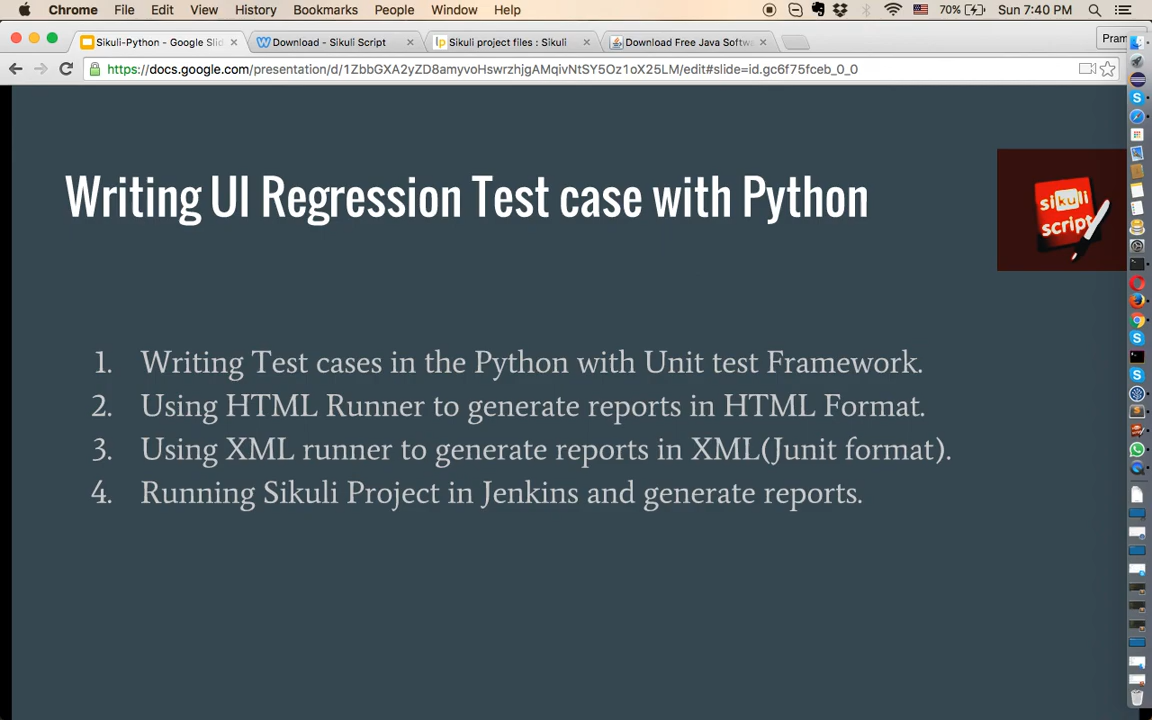 Chrome File Edit View History Bookmarks People Window Help 70% Sun 7:40 PM
Sikuli-Python - Google Slid Download - Sikuli Script Sikuli project files : Sikuli Download Free Java Softwa Pram
https://docs.google.com/presentation/d/1ZbbGXA2yZD8amyvoHswrzhjgAMqivNtSY5Oz1oX25LM/edit#slide=id.gc6f75fceb_0_0
Writing UI Regression Test case with Python
sikuli
script
1. Writing Test cases in the Python with Unit test Framework.
2. Using HTML Runner to generate reports in HTML Format.
3. Using XML runner to generate reports in XML(Junit format).
4. Running Sikuli Project in Jenkins and generate reports.